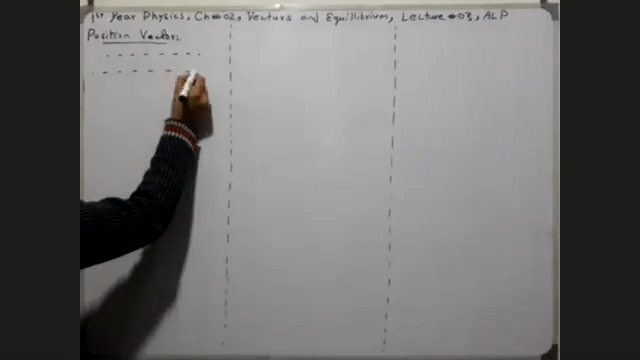 1st Year Physics, Ch#02, Vectors and Equilibrium, Lecture #03, ALP
Position Vector: